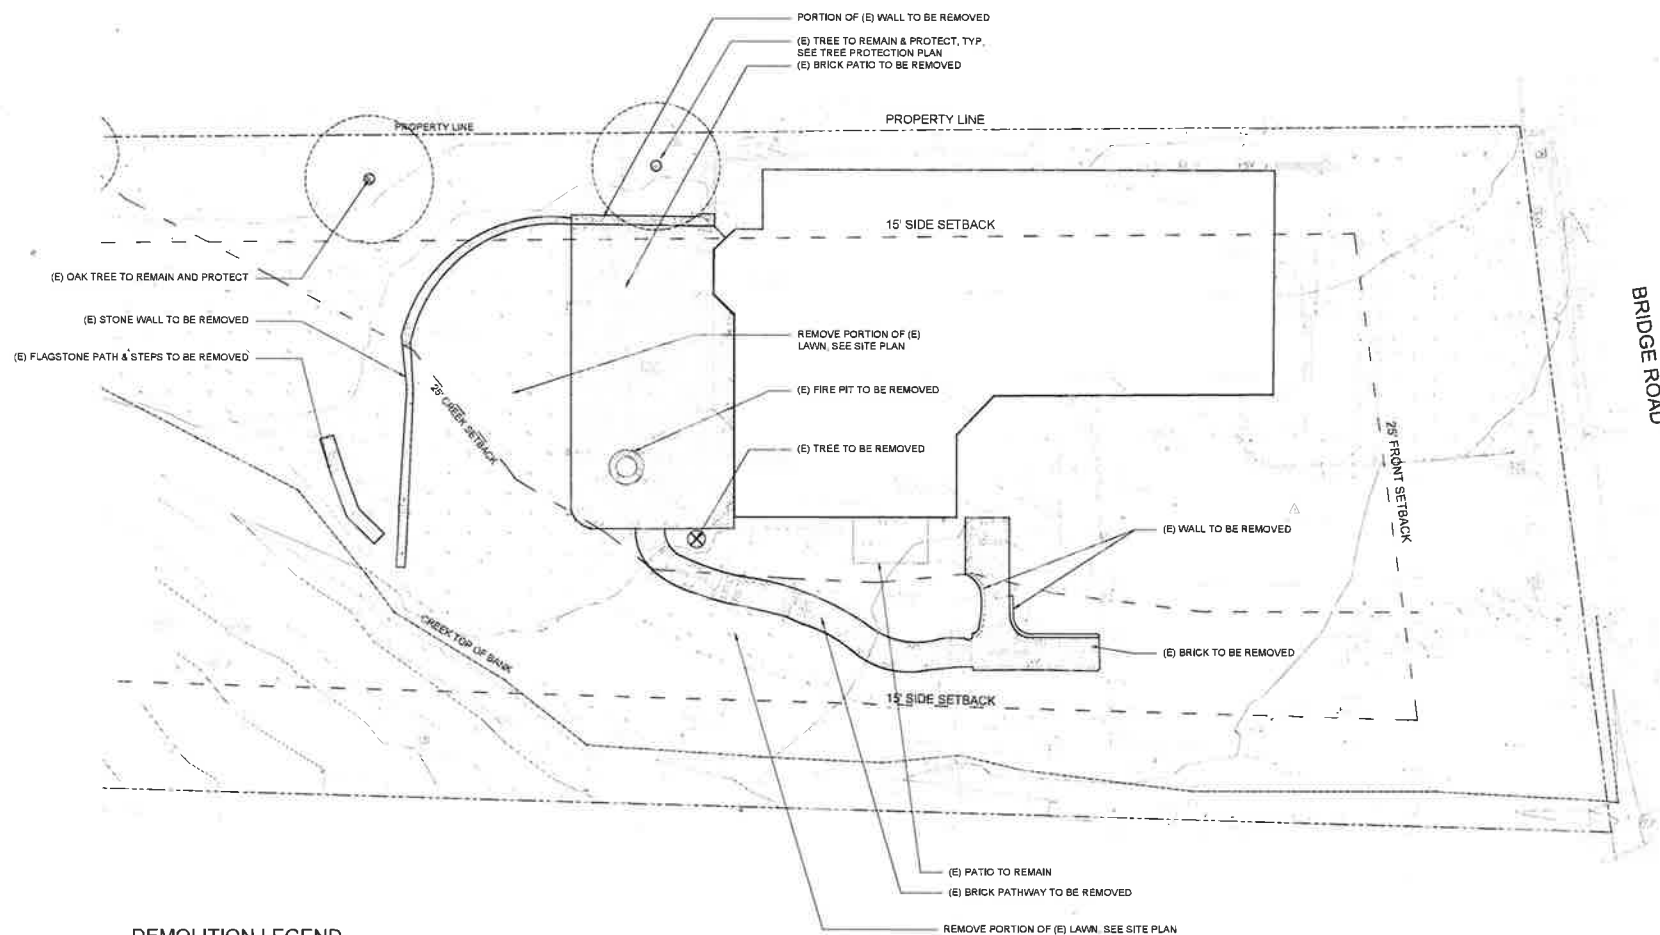 PORTION OF (E) WALL TO BE REMOVED
(E) TREE TO REMAIN & PROTECT, TYP.
SEE TREE PROTECTION PLAN
(E) BRICK PATIO TO BE REMOVED
PROPERTY LINE
PROPERTY LINE
15' SIDE SETBACK
(E) OAK TREE TO REMAIN AND PROTECT
(E) STONE WALL TO BE REMOVED
(E) FLAGSTONE PATH & STEPS TO BE REMOVED
REMOVE PORTION OF (E)
LAWN, SEE SITE PLAN
25' CREEK SETBACK
(E) FIRE PIT TO BE REMOVED
(E) TREE TO BE REMOVED
BRIDGE ROAD
25' FRONT SETBACK
(E) WALL TO BE REMOVED
CREEK TOP OF BANK
(E) BRICK TO BE REMOVED
15' SIDE SETBACK
(E) PATIO TO REMAIN
(E) BRICK PATHWAY TO BE REMOVED
REMOVE PORTION OF (E) LAWN, SEE SITE PLAN
DEMOLITION LEGEND